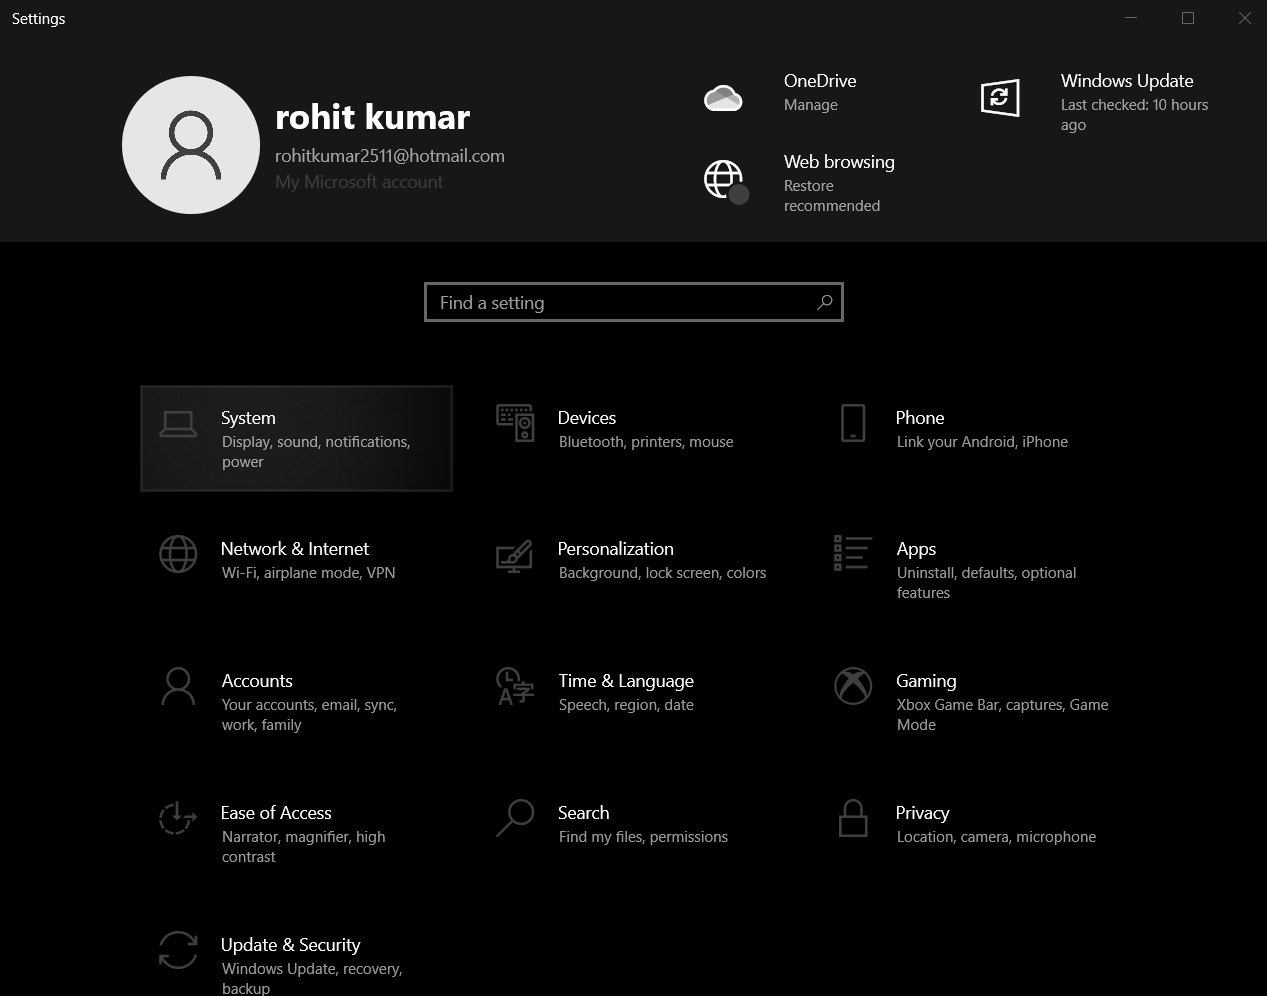 Settings
rohit kumar
rohitkumar2511@hotmail.com
My Microsoft account
OneDrive
Manage
Windows Update
Last checked: 10 hours
ago
Web browsing
Restore
recommended
Find a setting
System
Display, sound, notifications,
power
Devices
Bluetooth, printers, mouse
Phone
Link your Android, iPhone
Network & Internet
Wi-Fi, airplane mode, VPN
Personalization
Background, lock screen, colors
Apps
Uninstall, defaults, optional
features
Accounts
Your accounts, email, sync,
work, family
Time & Language
Speech, region, date
Gaming
Xbox Game Bar, captures, Game
Mode
Ease of Access
Narrator, magnifier, high
contrast
Search
Find my files, permissions
Privacy
Location, camera, microphone
Update & Security
Windows Update, recovery,
backup